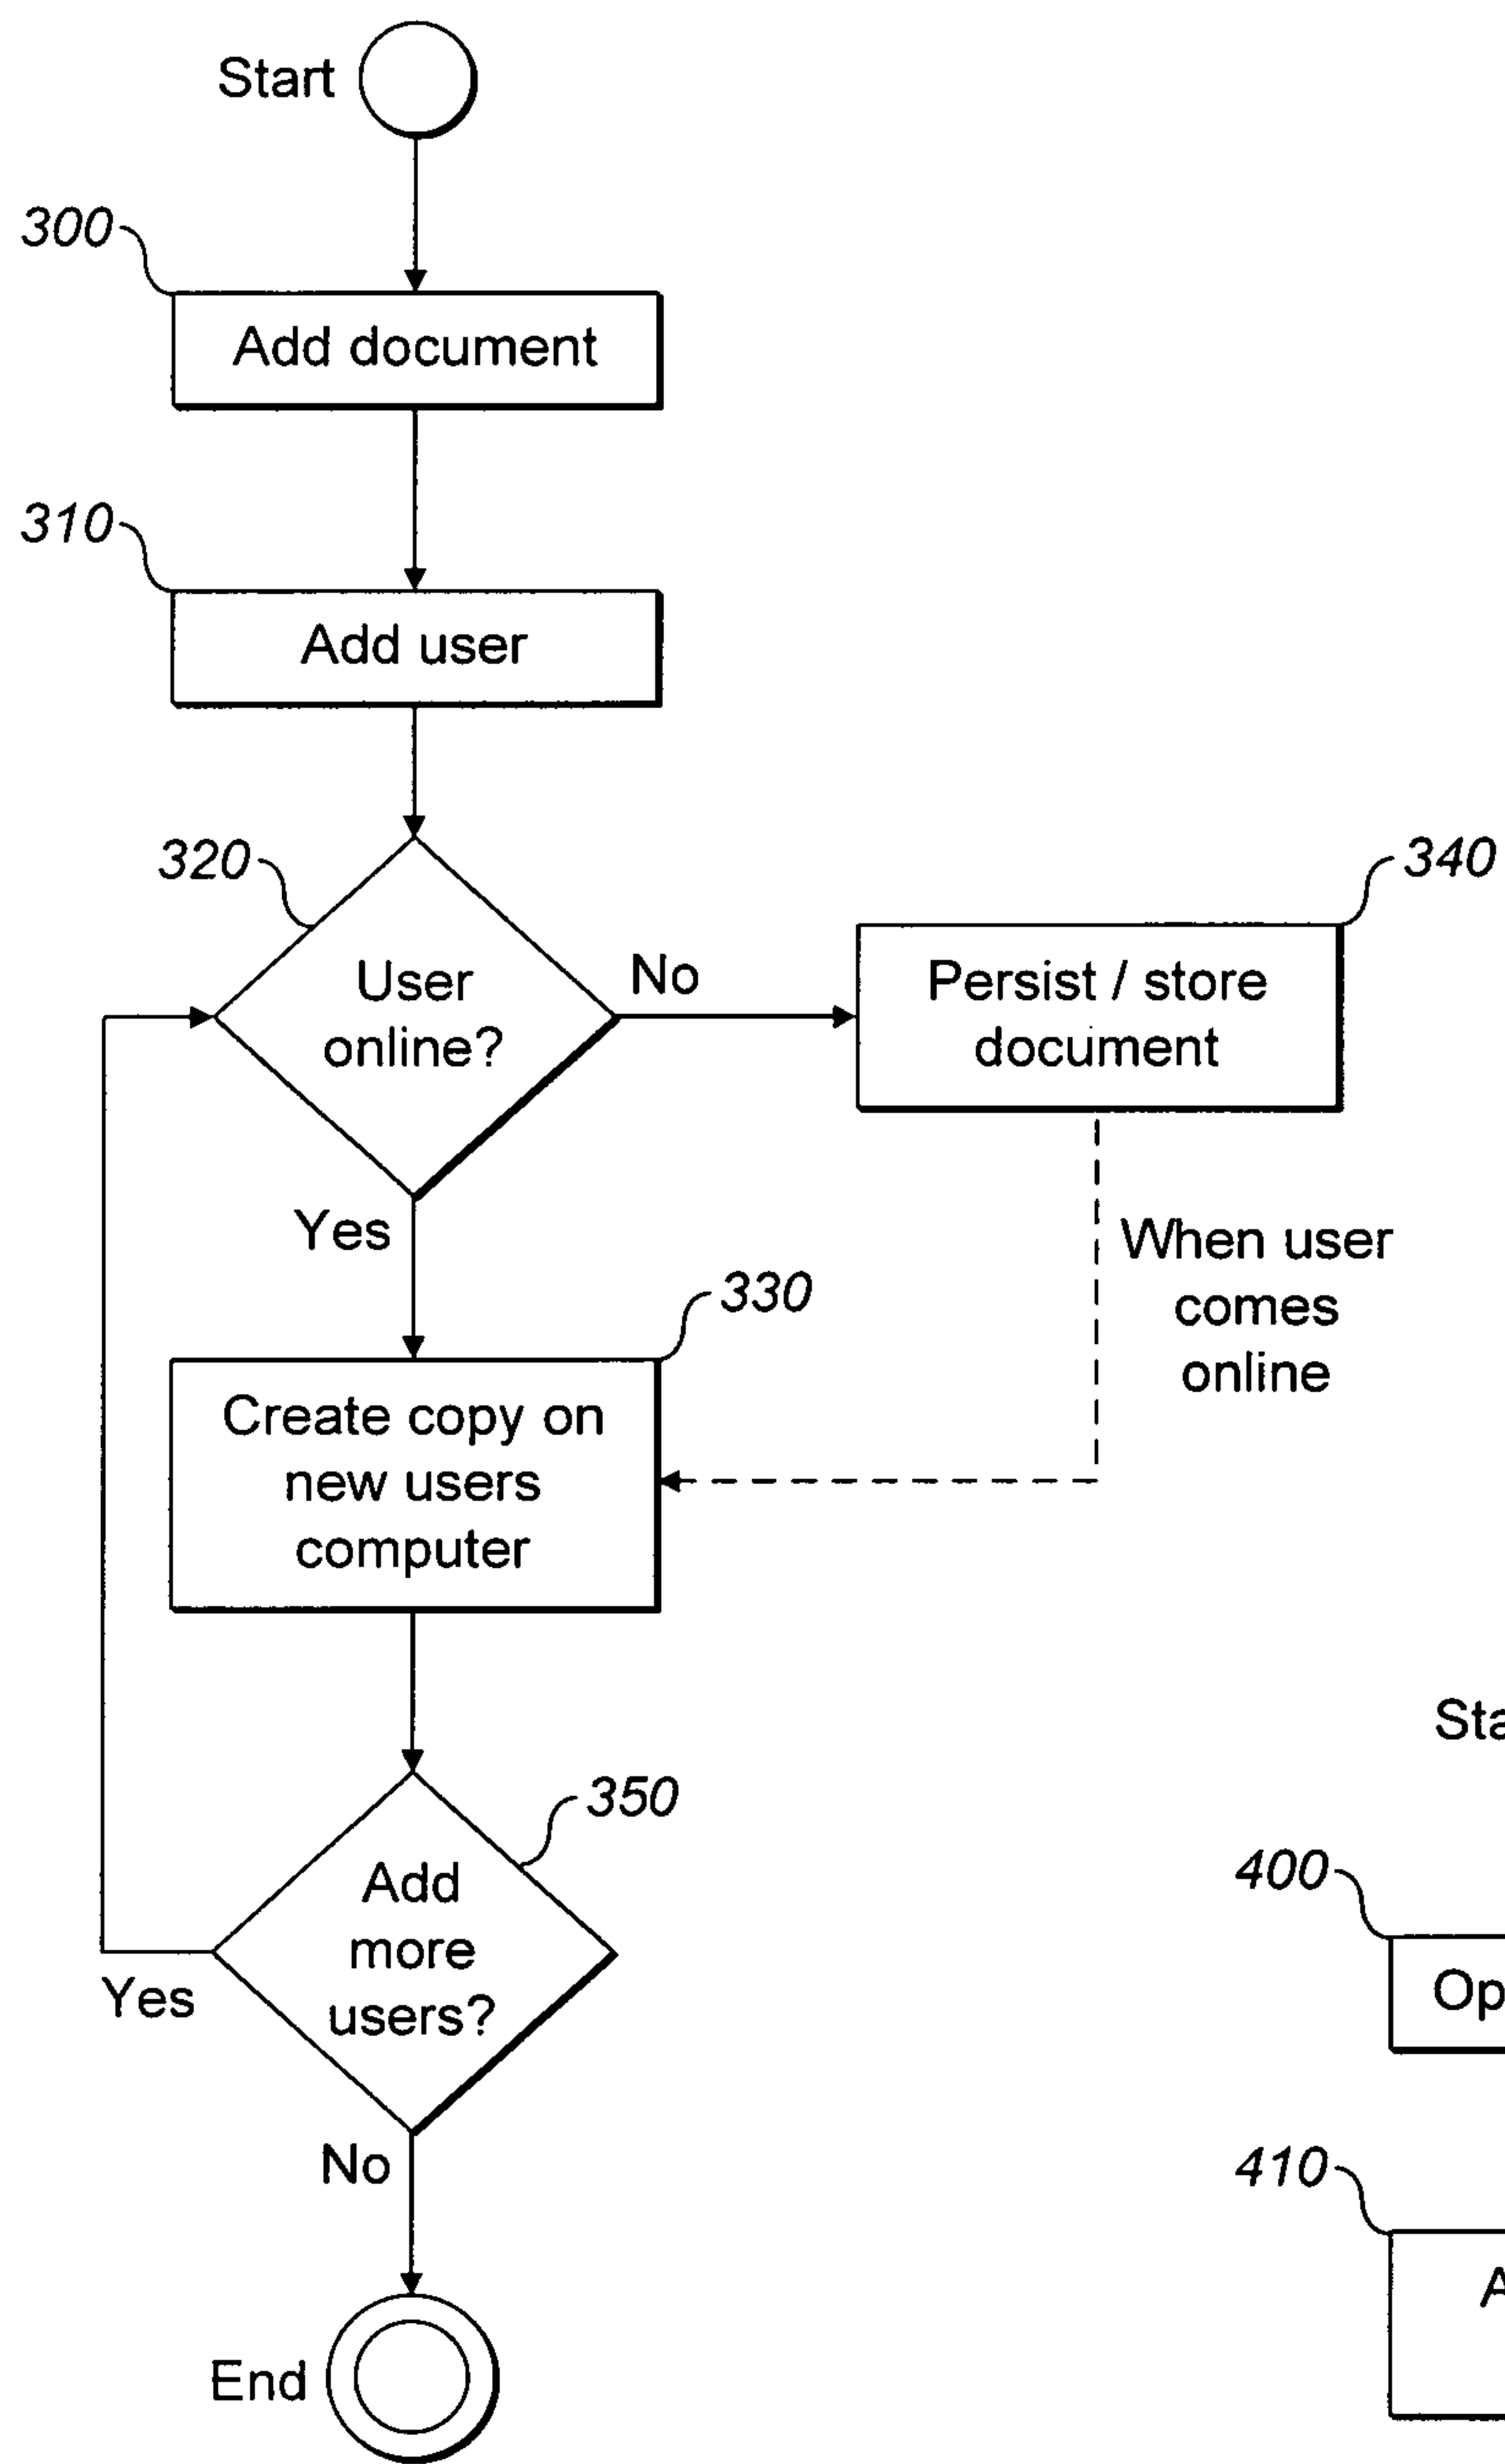 Start
300
Add document
310
Add user
320
User
online?
No
340
Persist / store
document
Yes
When user
comes
online
330
Create copy on
new users
computer
350
Add
more
users?
Yes
No
End
400
410